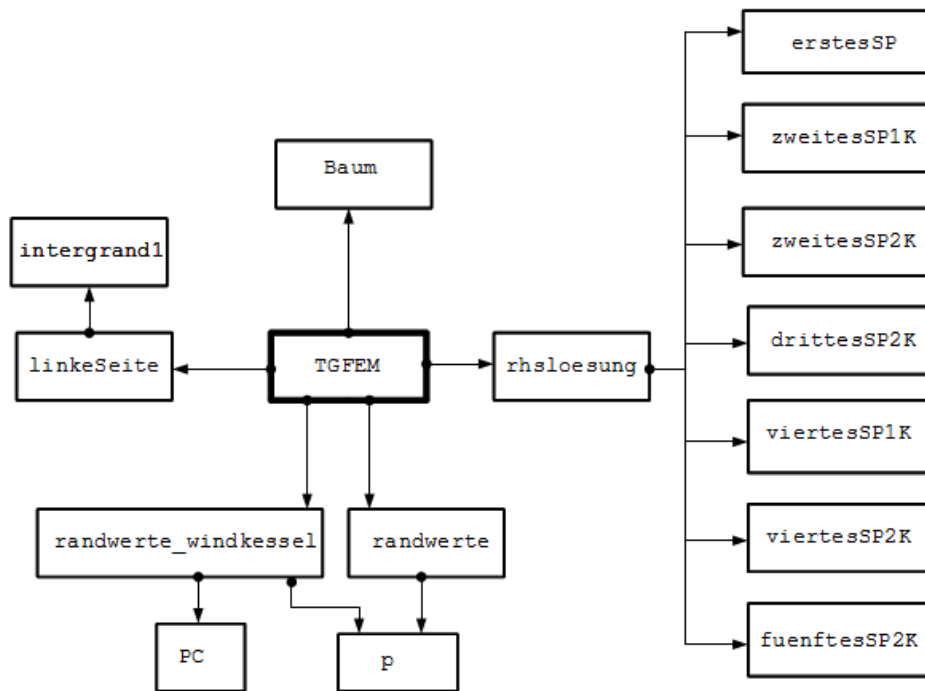 erstesSP
zweitesSP1K
Baum
zweitesSP2K
intergrand1
drittesSP2K
linkeSeite
TGFEM
rhsloesung
viertesSP1K
randwerte_windkessel
randwerte
viertesSP2K
PC
p
fuenftesSP2K